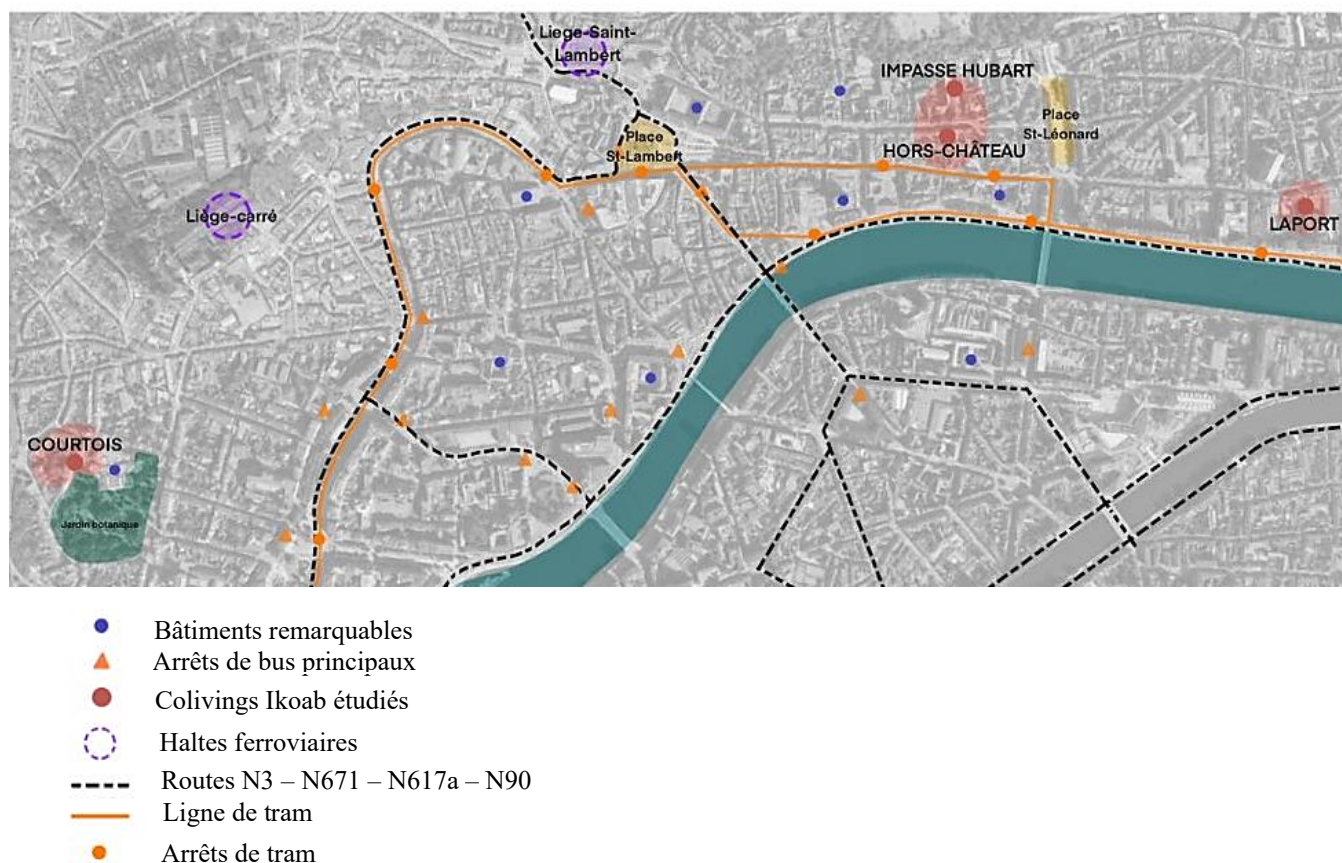 Liege-Saint-
Lambert
IMPASSE HUBART
Place
St-Léonard
Place
St-Lambert
HORS-CHÂTEAU
Liége-carré
LAPORT
COURTOIS
Jardin botanique
Bâtiments remarquables
Arrêts de bus principaux
Colivings Ikoab étudiés
Haltes ferroviaires
Routes N3 – N671 – N617a – N90
Ligne de tram
Arrêts de tram